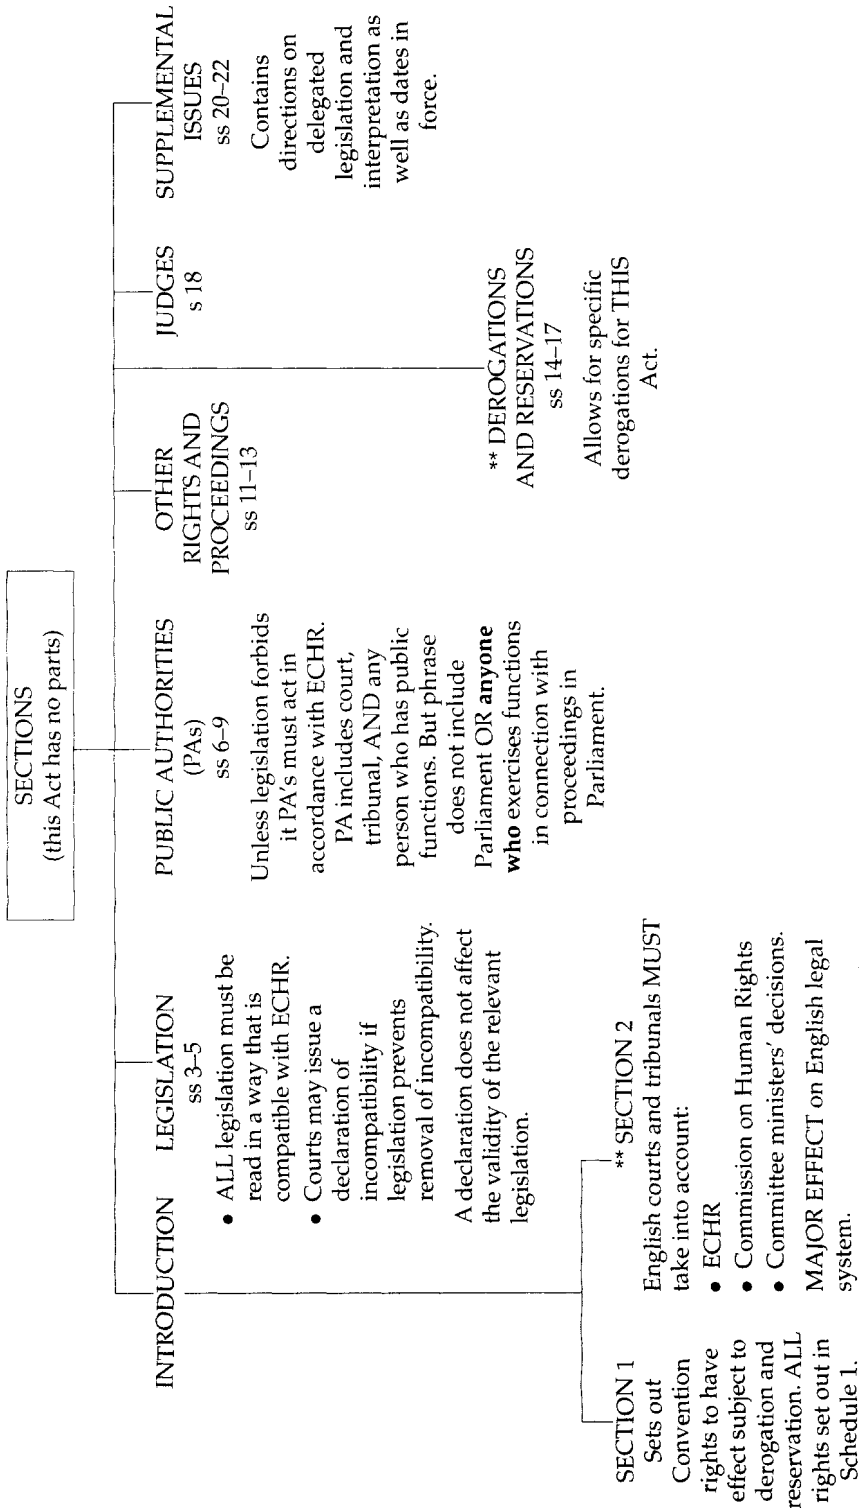 SECTIONS
(this Act has no parts)
INTRODUCTION
LEGISLATION
ss 3–5
• ALL legislation must be
read in a way that is
compatible with ECHR.
• Courts may issue a
declaration of
incompatibility if
legislation prevents
removal of incompatibility.
A declaration does not affect
the validity of the relevant
legislation.
PUBLIC AUTHORITIES
(PAs)
ss 6–9
Unless legislation forbids
it PA's must act in
accordance with ECHR.
PA includes court,
tribunal, AND any
person who has public
functions. But phrase
does not include
Parliament OR anyone
who exercises functions
in connection with
proceedings in
Parliament.
OTHER
RIGHTS AND
PROCEEDINGS
ss 11–13
JUDGES
s 18
SUPPLEMENTAL
ISSUES
ss 20–22
Contains
directions on
delegated
legislation and
interpretation as
well as dates in
force.
** DEROGATIONS
AND RESERVATIONS
ss 14–17
Allows for specific
derogations for THIS
Act.
SECTION 1
Sets out
Convention
rights to have
effect subject to
derogation and
reservation. ALL
rights set out in
Schedule 1.
** SECTION 2
English courts and tribunals MUST
take into account:
• ECHR
• Commission on Human Rights
• Committee ministers' decisions.
MAJOR EFFECT on English legal
system.